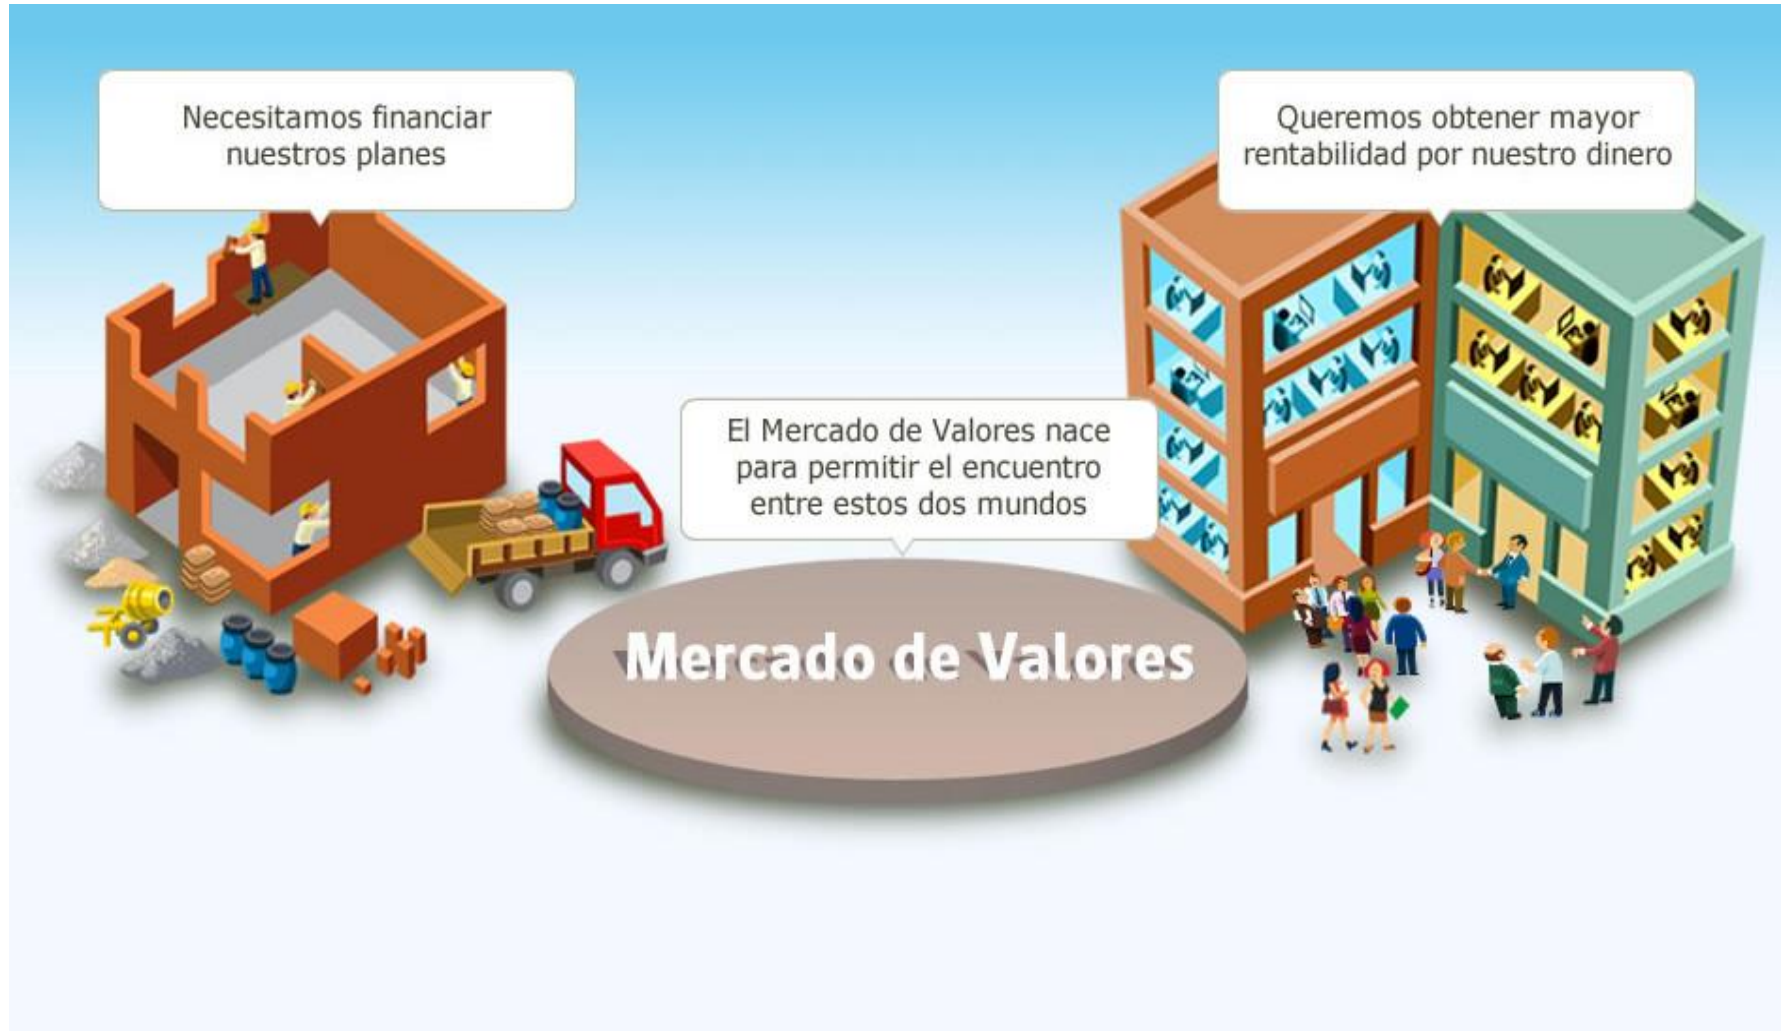 Necesitamos financiar
nuestros planes
Queremos obtener mayor
rentabilidad por nuestro dinero
El Mercado de Valores nace
para permitir el encuentro
entre estos dos mundos
Mercado de Valores